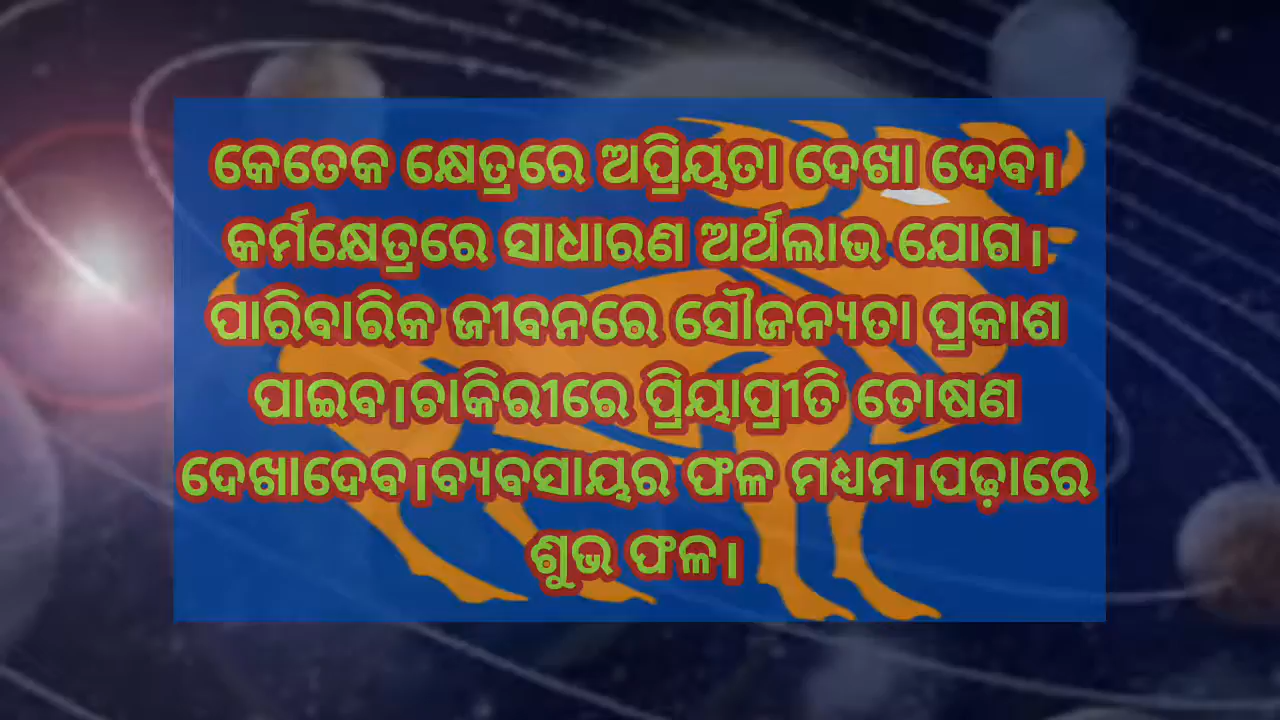 କେତେକ କ୍ଷେତ୍ରରେ ଅପ୍ରିୟତା ଦେଖା ଦେବ।
କର୍ମକ୍ଷେତ୍ରରେ ସାଧାରଣ ଅର୍ଥଲାଭ ଯୋଗ।
ପାରିବାରିକ ଜୀବନରେ ସୌଜନ୍ୟତା ପ୍ରକାଶ
ପାଇବ।ଚାକିରୀରେ ପ୍ରିୟାପ୍ରୀତି ତୋଷଣ
ଦେଖାଦେବ।ବ୍ୟବସାୟର ଫଳ ମଧ୍ୟମ।ପଢ଼ାରେ
ଶୁଭ ଫଳ।